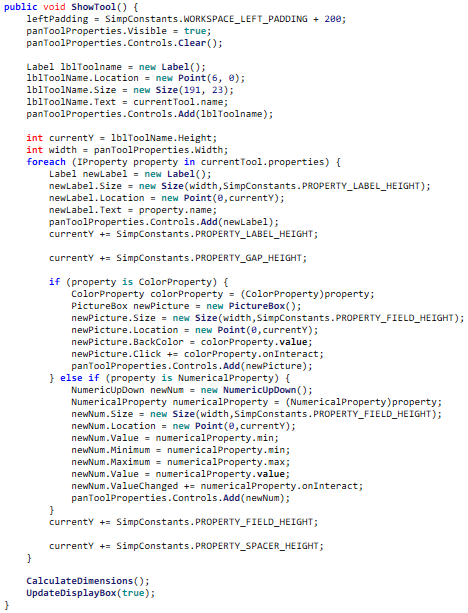 public void ShowTool() {
    leftPadding = SimpConstants.WORKSPACE_LEFT_PADDING + 200;
    panToolProperties.Visible = true;
    panToolProperties.Controls.Clear();

    Label lblToolname = new Label();
    lblToolName.Location = new Point(6, 0);
    lblToolName.Size = new Size(191, 23);
    lblToolName.Text = currentTool.name;
    panToolProperties.Controls.Add(lblToolname);

    int currentY = lblToolName.Height;
    int width = panToolProperties.Width;
    foreach (IProperty property in currentTool.properties) {
        Label newLabel = new Label();
        newLabel.Size = new Size(width,SimpConstants.PROPERTY_LABEL_HEIGHT);
        newLabel.Location = new Point(0,currentY);
        newLabel.Text = property.name;
        panToolProperties.Controls.Add(newLabel);
        currentY += SimpConstants.PROPERTY_LABEL_HEIGHT;

        currentY += SimpConstants.PROPERTY_GAP_HEIGHT;

        if (property is ColorProperty) {
            ColorProperty colorProperty = (ColorProperty)property;
            PictureBox newPicture = new PictureBox();
            newPicture.Size = new Size(width,SimpConstants.PROPERTY_FIELD_HEIGHT);
            newPicture.Location = new Point(0,currentY);
            newPicture.BackColor = colorProperty.value;
            newPicture.Click += colorProperty.onInteract;
            panToolProperties.Controls.Add(newPicture);
        } else if (property is NumericalProperty) {
            NumericUpDown newNum = new NumericUpDown();
            NumericalProperty numericalProperty = (NumericalProperty)property;
            newNum.Size = new Size(width,SimpConstants.PROPERTY_FIELD_HEIGHT);
            newNum.Location = new Point(0,currentY);
            newNum.Value = numericalProperty.min;
            newNum.Minimum = numericalProperty.min;
            newNum.Maximum = numericalProperty.max;
            newNum.Value = numericalProperty.value;
            newNum.ValueChanged += numericalProperty.onInteract;
            panToolProperties.Controls.Add(newNum);
        }
        currentY += SimpConstants.PROPERTY_FIELD_HEIGHT;

        currentY += SimpConstants.PROPERTY_SPACER_HEIGHT;
    }

    CalculateDimensions();
    UpdateDisplayBox(true);
}